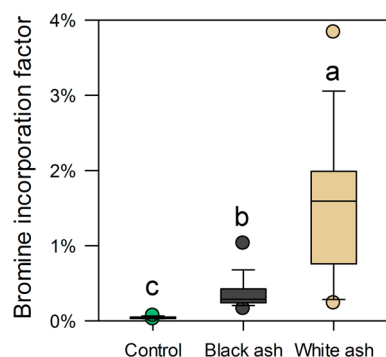 Bromine incorporation factor
4%
3%
2%
1%
0%
c
b
a
Control
Black ash
White ash